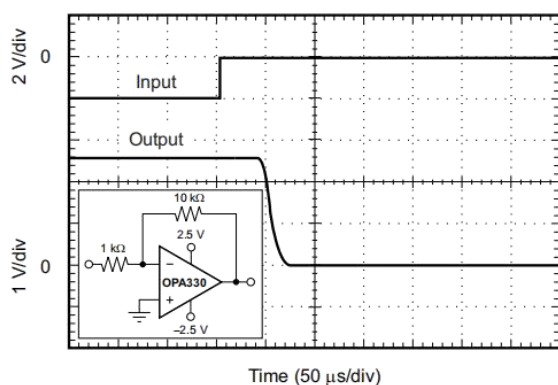 2 V/div
0
Input
Output
10 kΩ
1 kΩ
2.5 V
−
OPA330
+
−2.5 V
1 V/div
0
Time (50 μs/div)